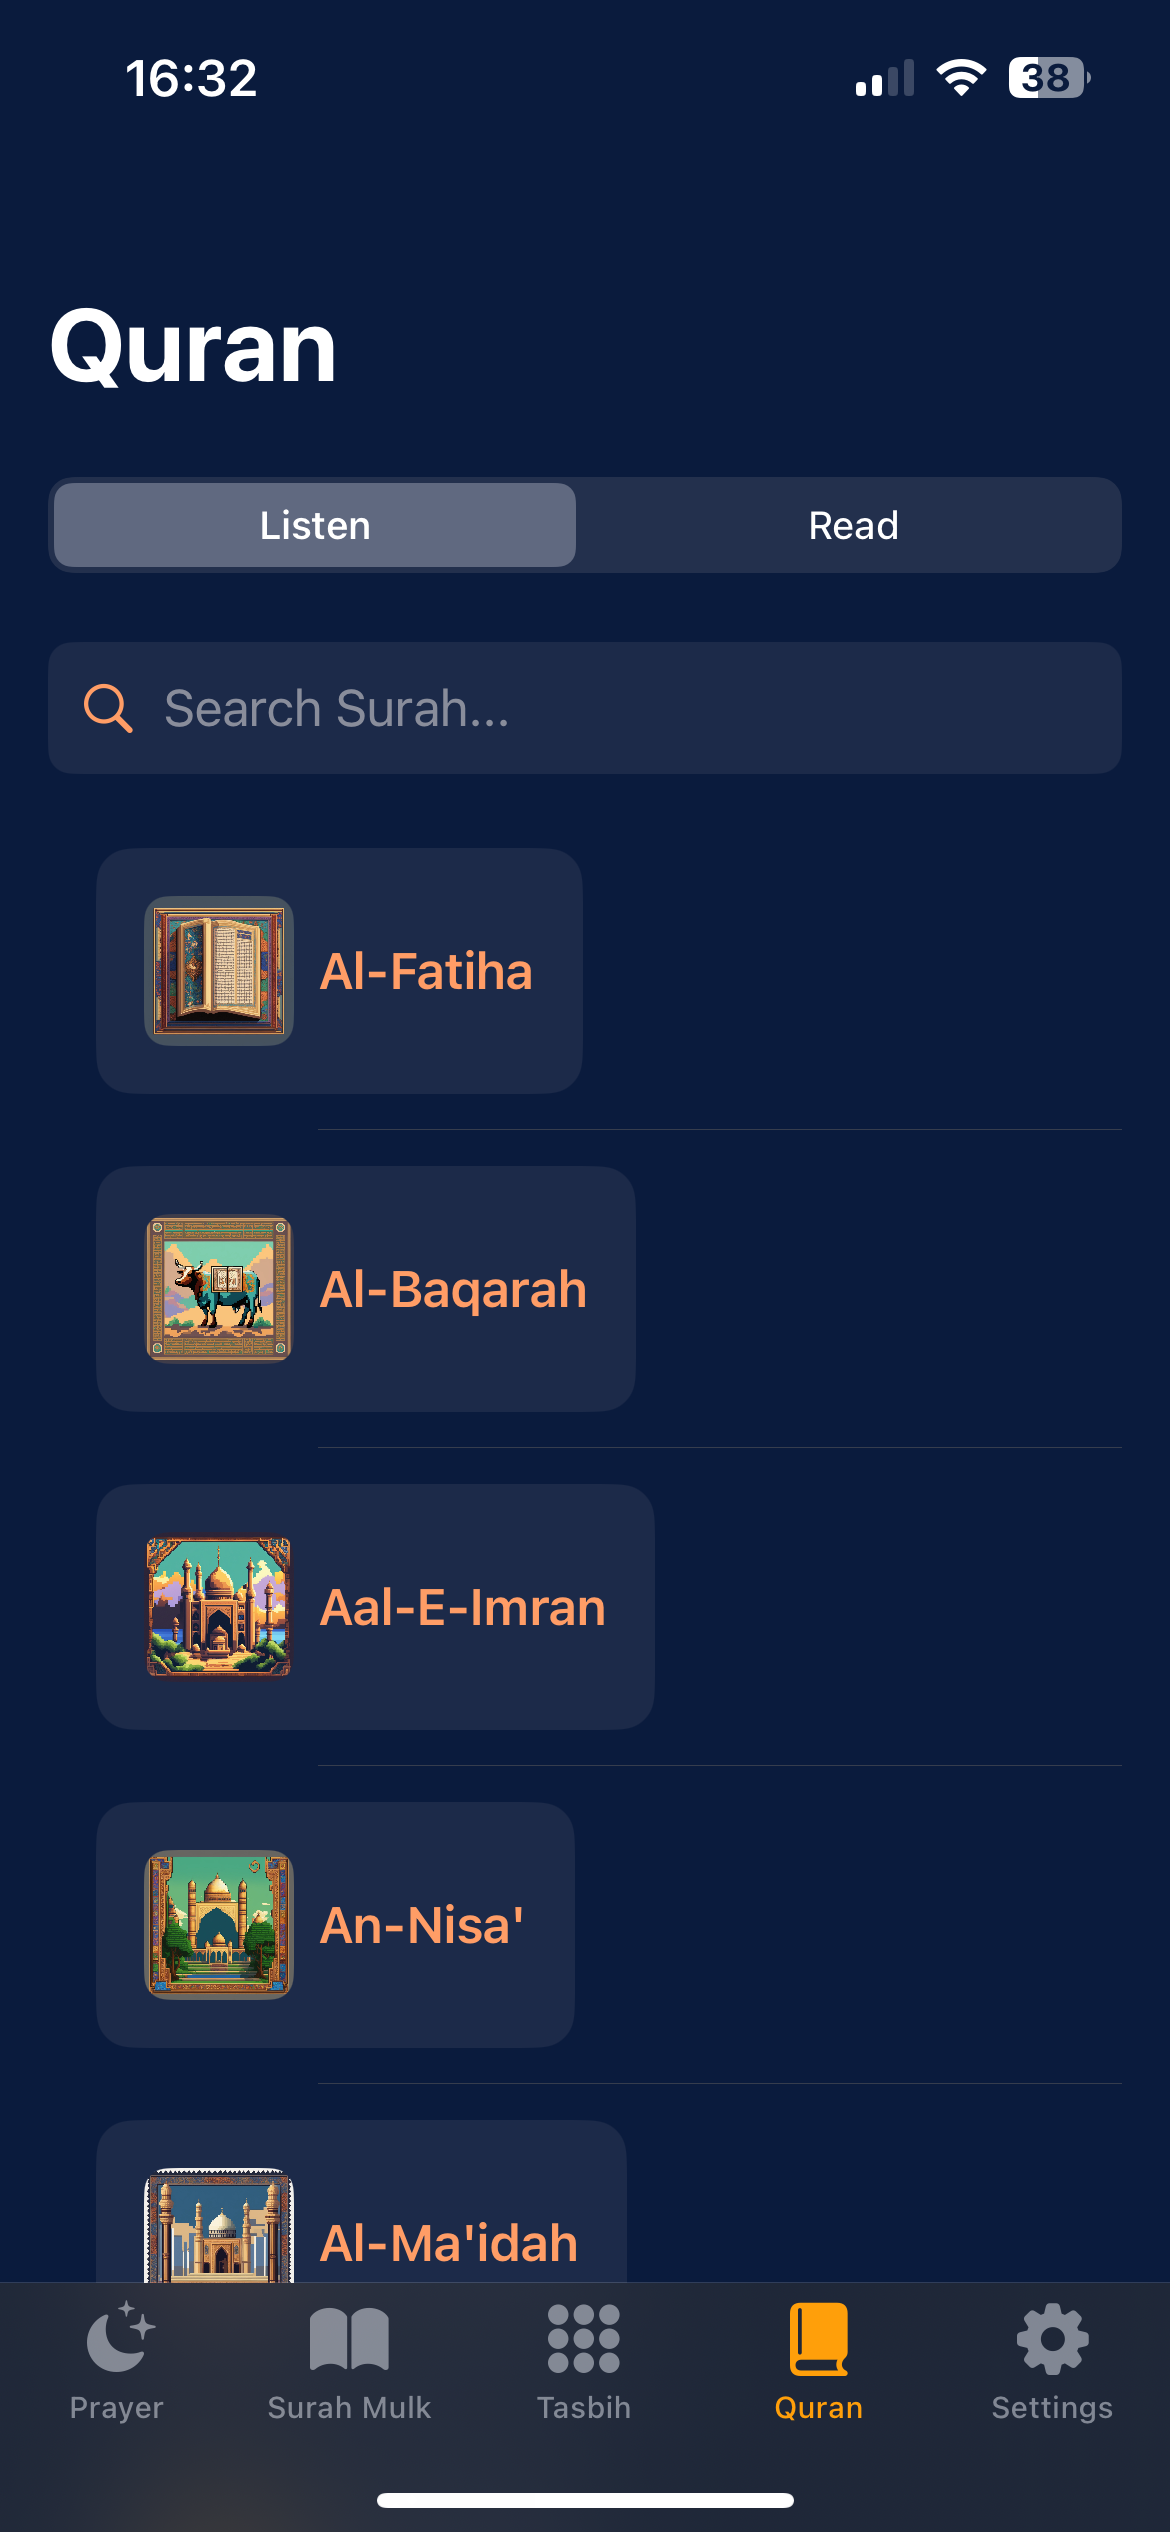 16:32
38
Quran
Listen
Read
Search Surah...
Al-Fatiha
Al-Baqarah
Aal-E-Imran
An-Nisa'
Al-Ma'idah
Prayer
Surah Mulk
Tasbih
Quran
Settings